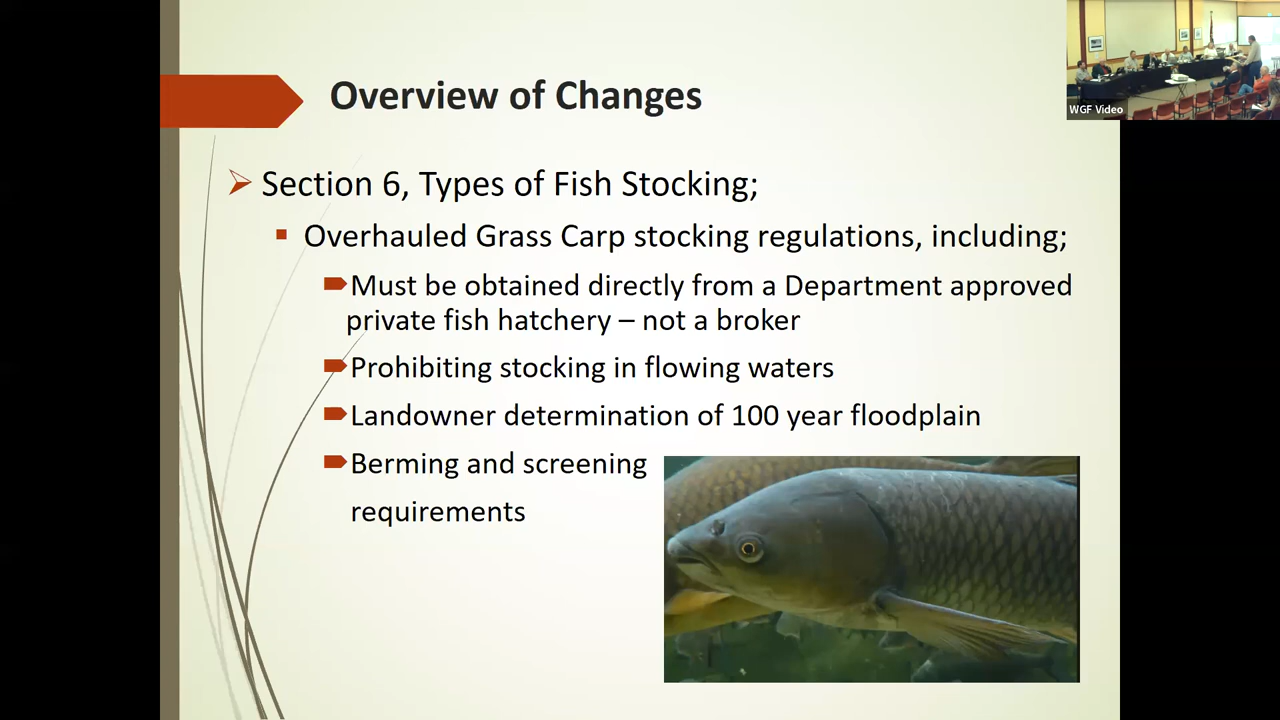 Overview of Changes
WGF Video
Section 6, Types of Fish Stocking;
Overhauled Grass Carp stocking regulations, including;
Must be obtained directly from a Department approved
private fish hatchery – not a broker
Prohibiting stocking in flowing waters
Landowner determination of 100 year floodplain
Berming and screening
requirements